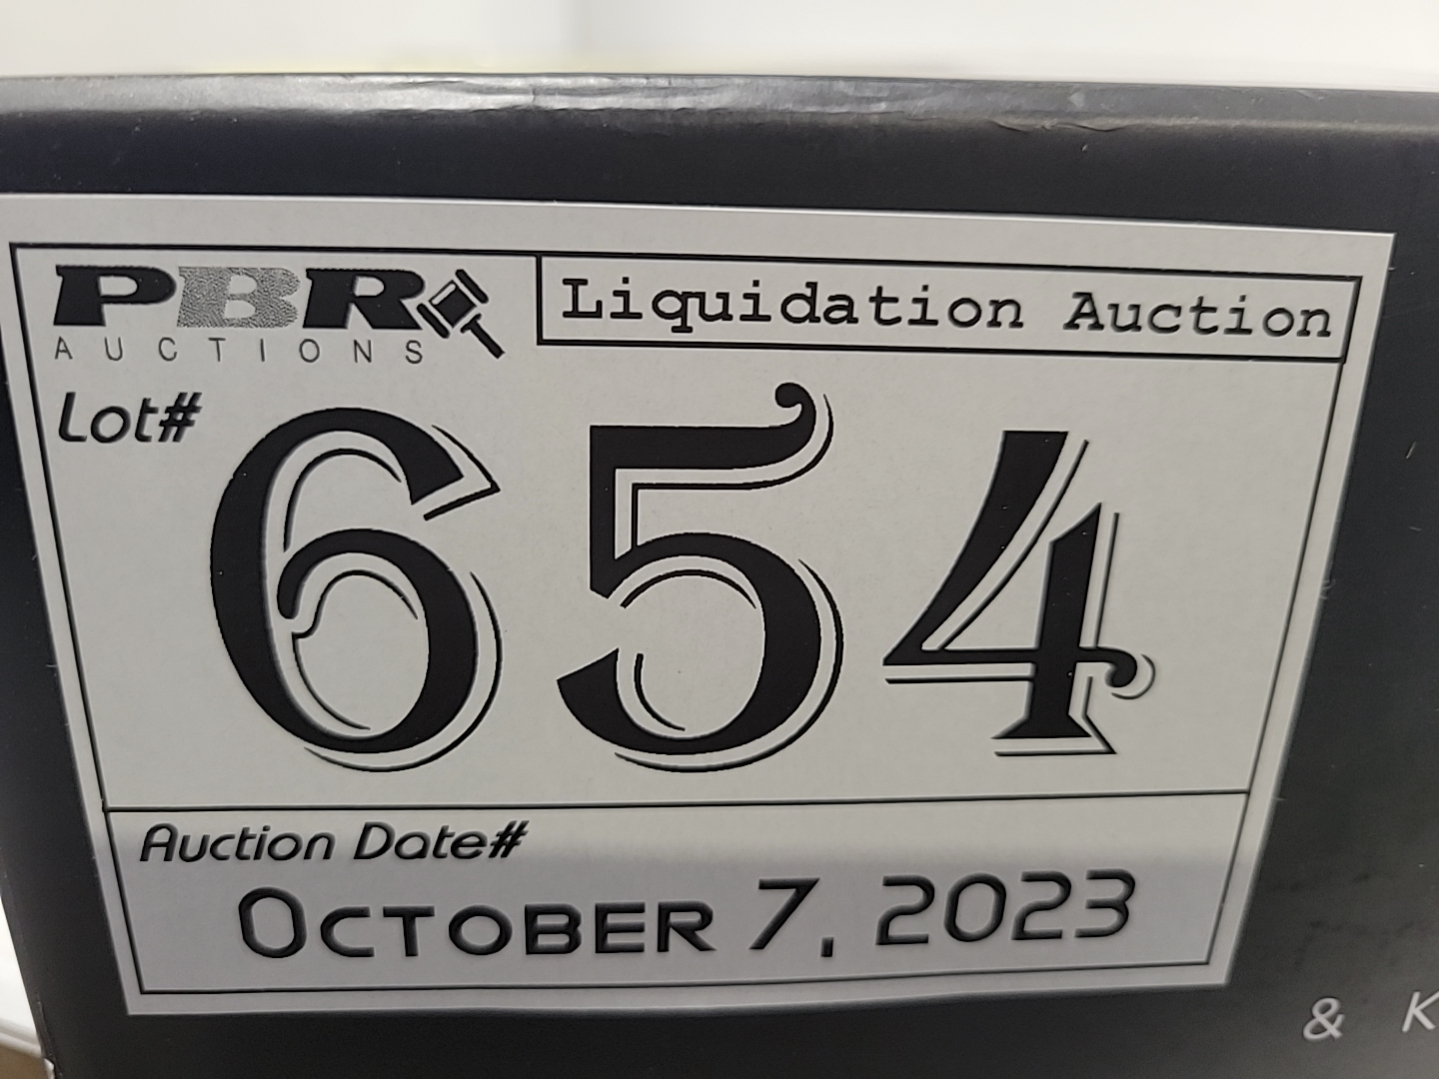 PBR
AUCTIONS
Liquidation Auction
Lot#
654
Auction Date#
OCTOBER 7, 2023
& K